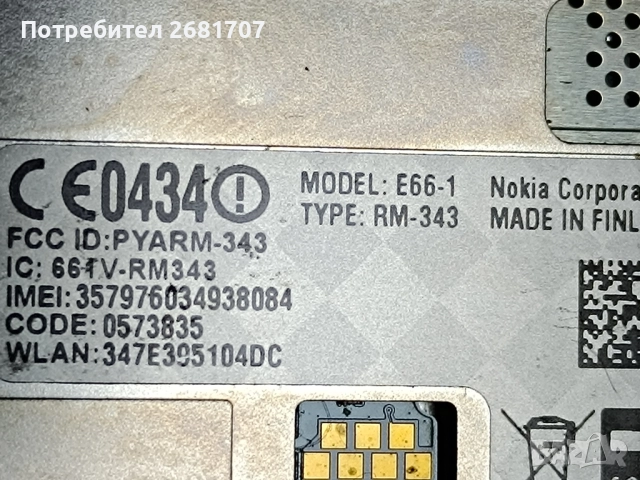 Потребител 2681707
CE0434
MODEL: E66-1
TYPE: RM-343
Nokia Corpora
MADE IN FINL
FCC ID:PYARM-343
IC: 661V-RM343
IMEI: 357976034938084
CODE: 0573835
WLAN:347E395104DC
BAZAR